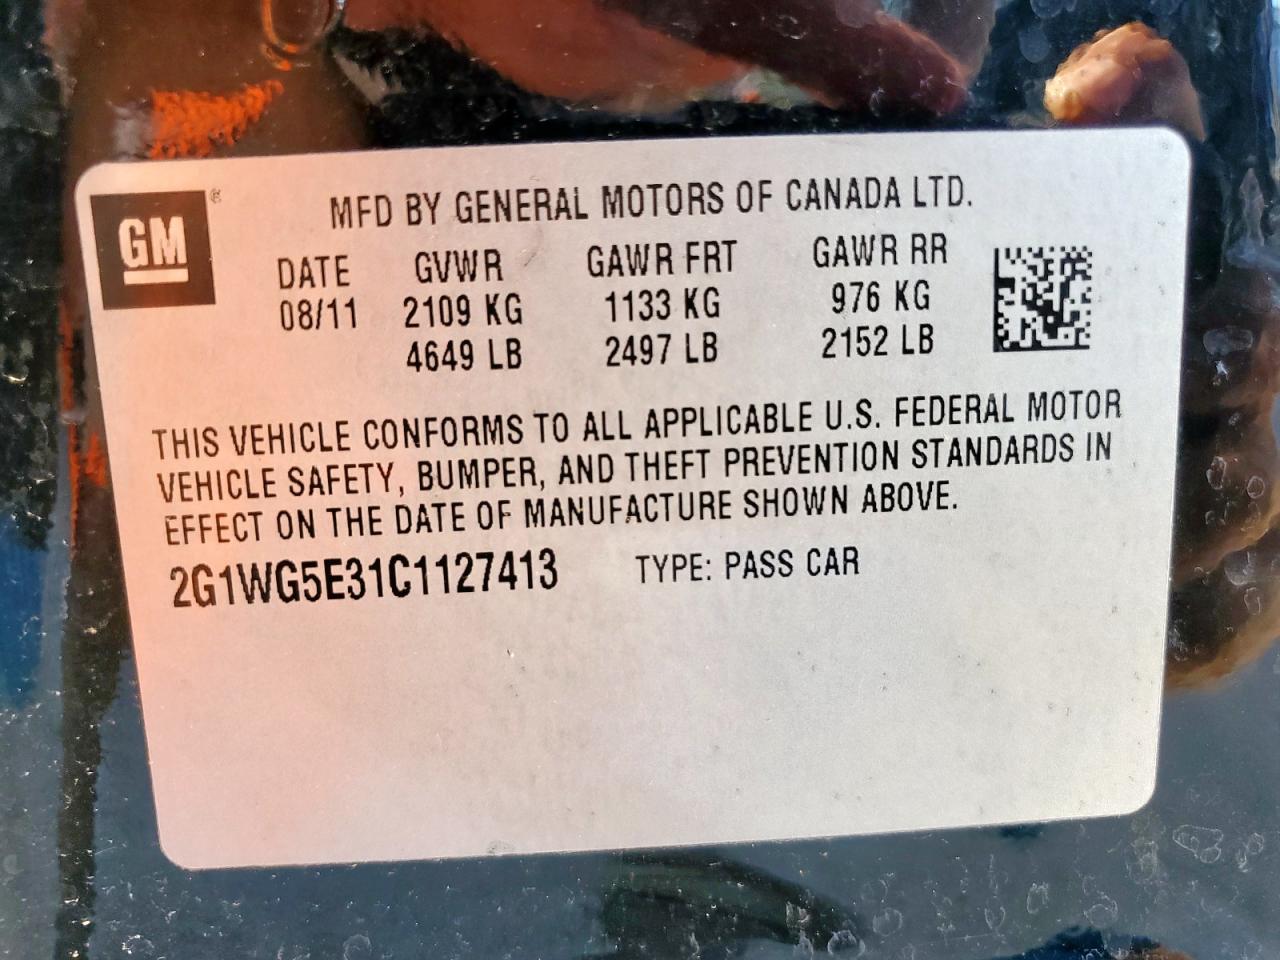 GM ®
MFD BY GENERAL MOTORS OF CANADA LTD.
DATE GVWR GAWR FRT GAWR RR
08/11 2109 KG 1133 KG 976 KG
4649 LB 2497 LB 2152 LB
THIS VEHICLE CONFORMS TO ALL APPLICABLE U.S. FEDERAL MOTOR
VEHICLE SAFETY, BUMPER, AND THEFT PREVENTION STANDARDS IN
EFFECT ON THE DATE OF MANUFACTURE SHOWN ABOVE.
2G1WG5E31C1127413 TYPE: PASS CAR